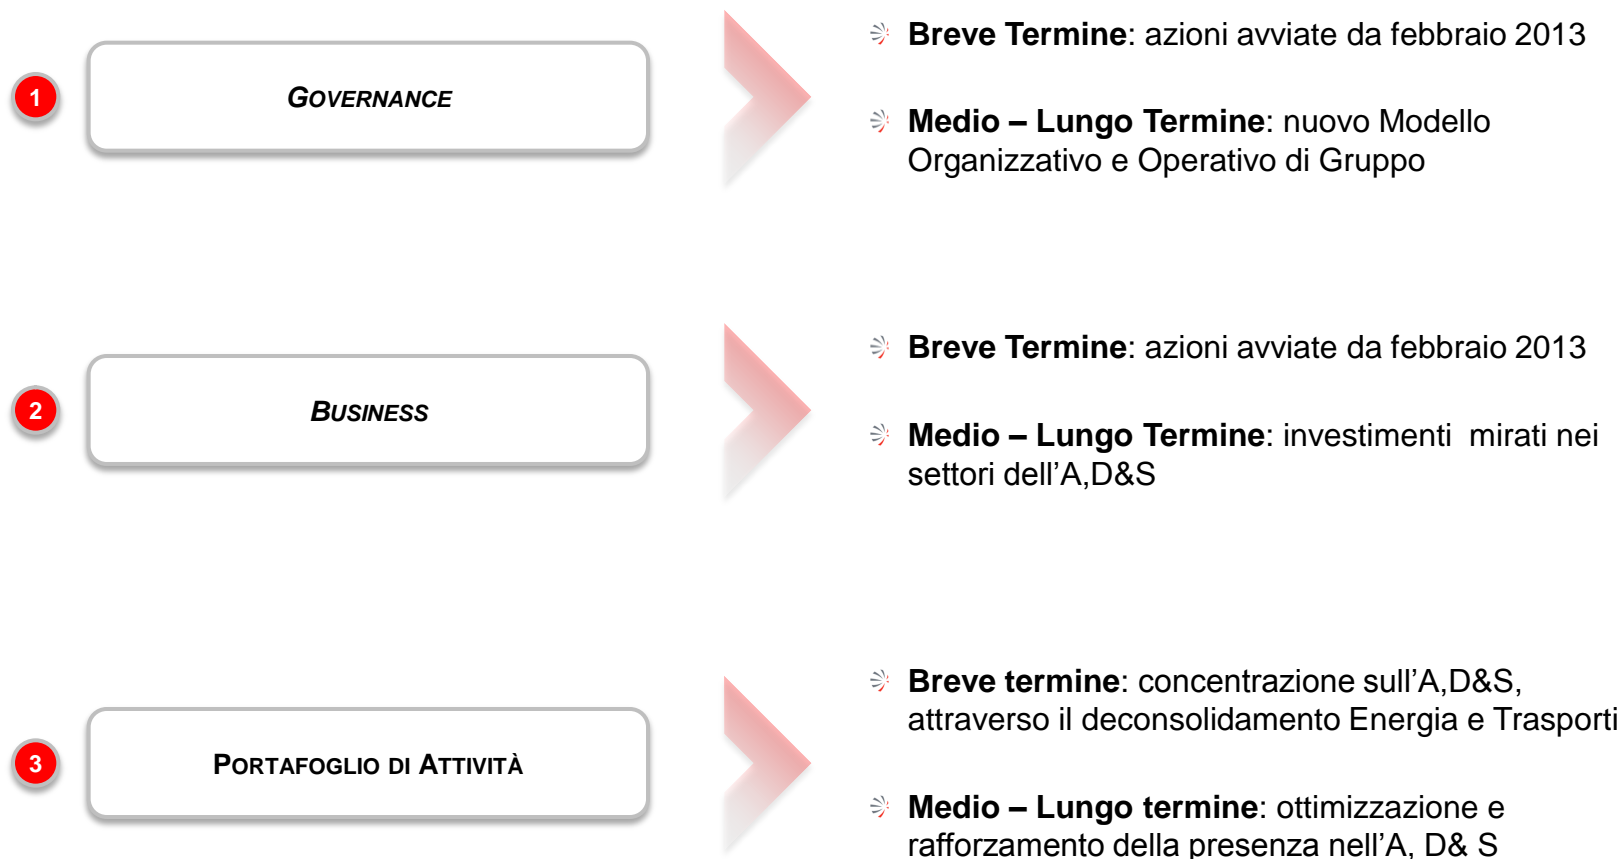 1
GOVERNANCE
Breve Termine: azioni avviate da febbraio 2013
Medio – Lungo Termine: nuovo Modello
Organizzativo e Operativo di Gruppo
2
BUSINESS
Breve Termine: azioni avviate da febbraio 2013
Medio – Lungo Termine: investimenti  mirati nei
settori dell’A,D&S
3
PORTAFOGLIO DI ATTIVITÀ
Breve termine: concentrazione sull’A,D&S,
attraverso il deconsolidamento Energia e Trasporti
Medio – Lungo termine: ottimizzazione e
rafforzamento della presenza nell’A, D& S